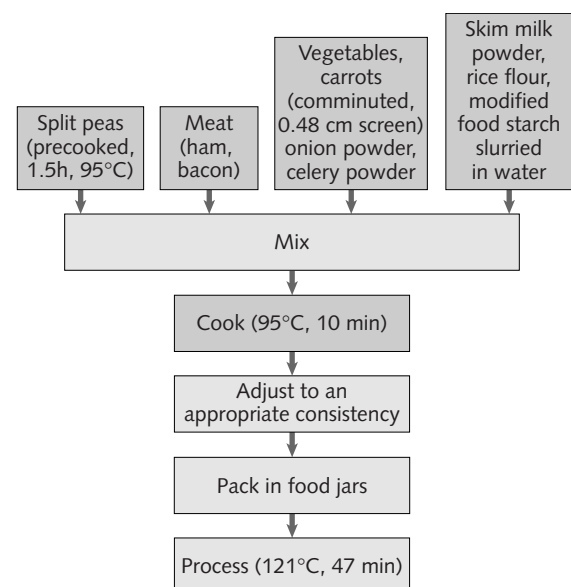 Split peas
(precooked,
1.5h, 95°C)
Meat
(ham,
bacon)
Vegetables,
carrots
(comminuted,
0.48 cm screen)
onion powder,
celery powder
Skim milk
powder,
rice flour,
modified
food starch
slurried
in water
Mix
Cook (95°C, 10 min)
Adjust to an
appropriate consistency
Pack in food jars
Process (121°C, 47 min)